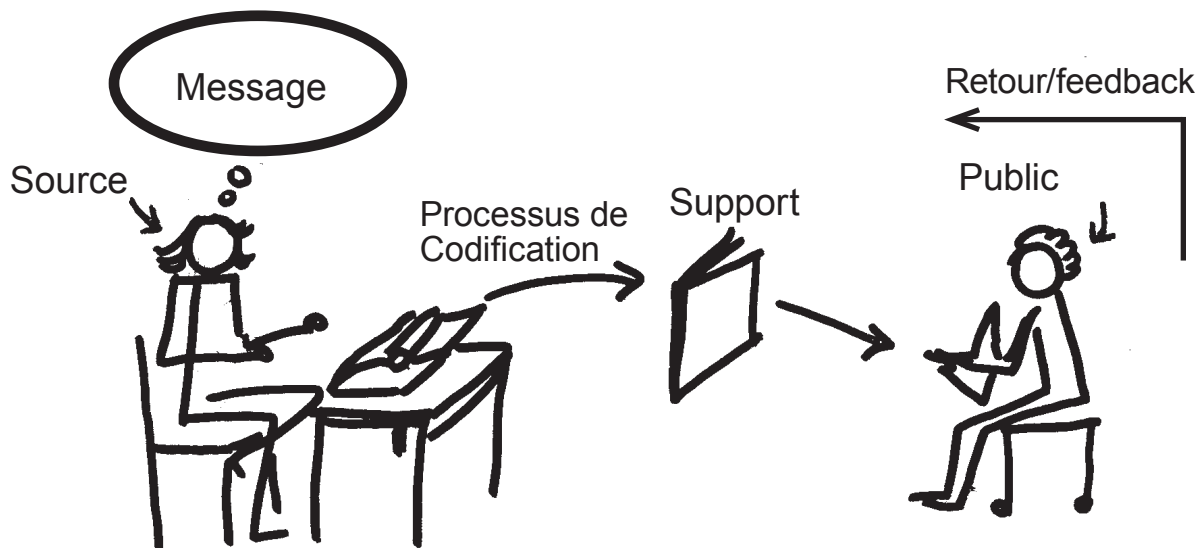 Message
Retour/feedback
Source
Public
Support
Processus de
Codification